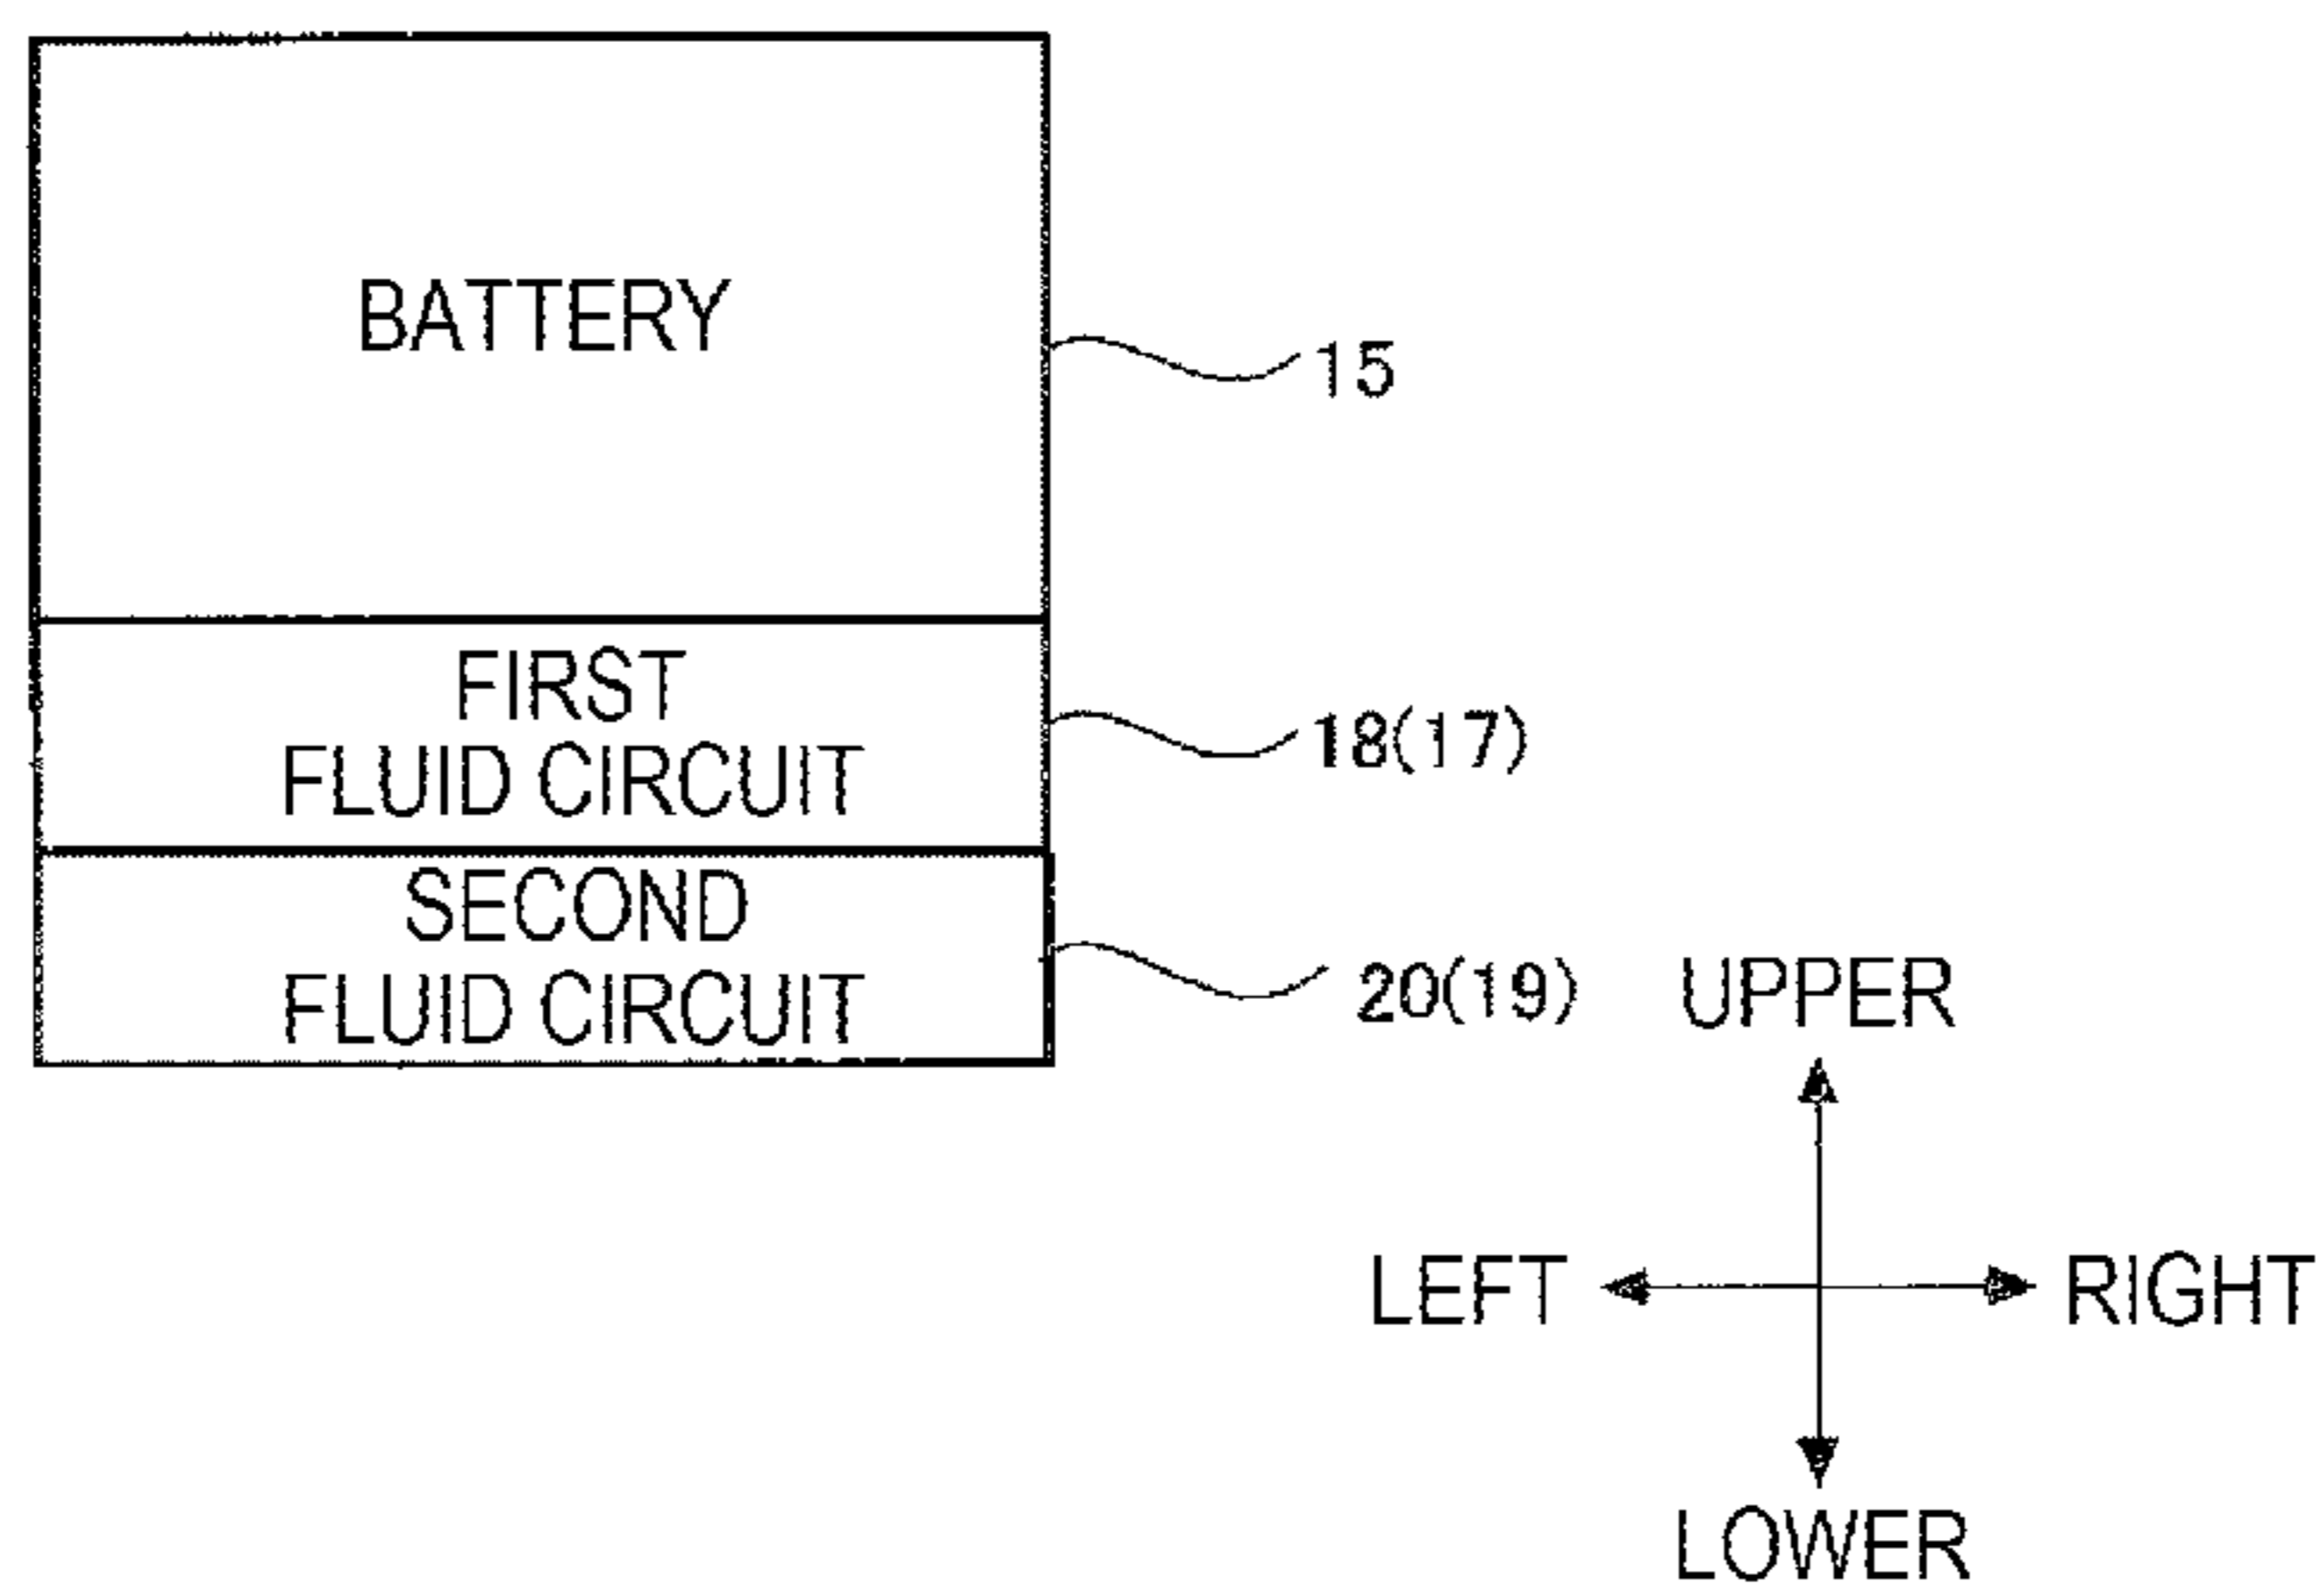 BATTERY
15
FIRST
FLUID CIRCUIT
18(17)
SECOND
FLUID CIRCUIT
20(19)
UPPER
LEFT
RIGHT
LOWER